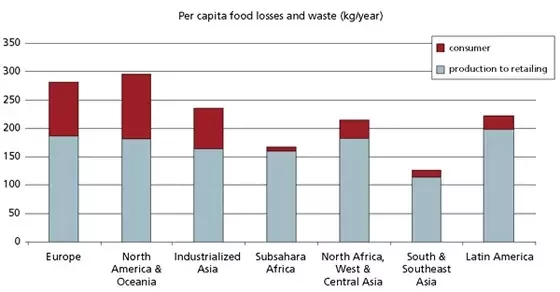 Per capita food losses and waste (kg/year)
350
300
250
200
150
100
50
0
consumer
production to retailing
Europe
North
America &
Oceania
Industrialized
Asia
Subsahara
Africa
North Africa,
West &
Central Asia
South &
Southeast
Asia
Latin America